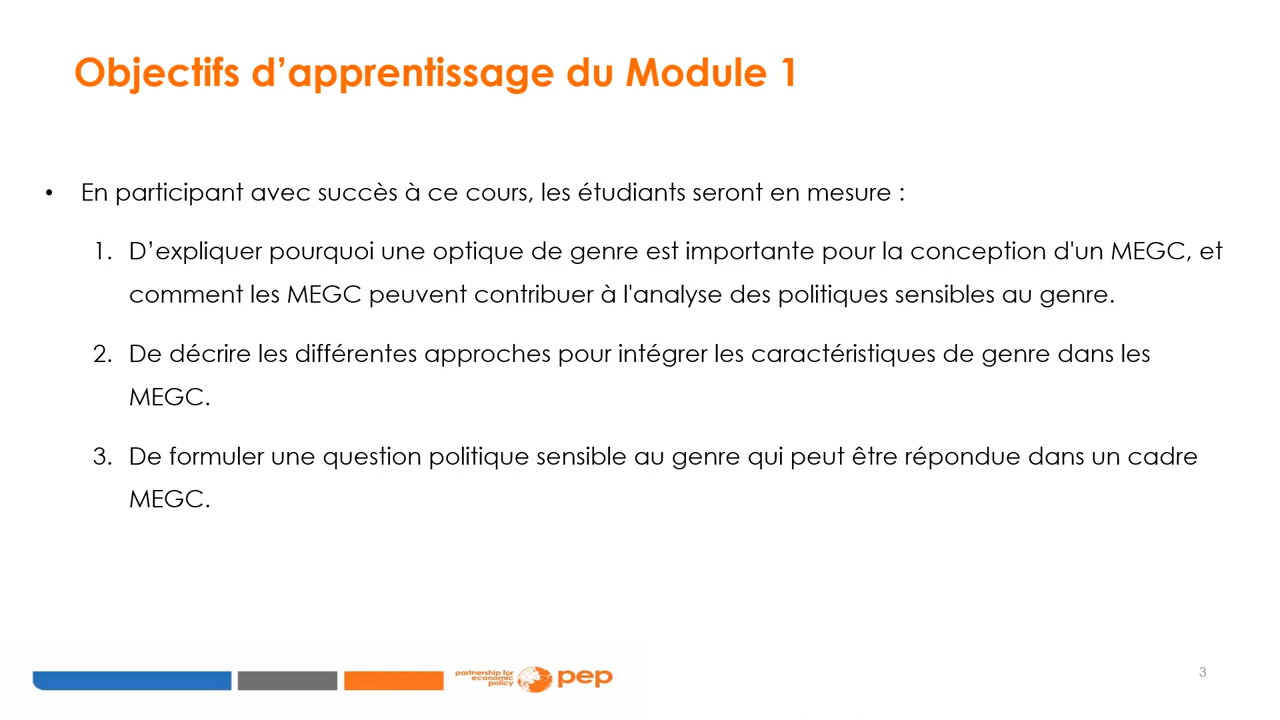 Objectifs d’apprentissage du Module 1
• En participant avec succès à ce cours, les étudiants seront en mesure :
1. D’expliquer pourquoi une optique de genre est importante pour la conception d'un MEGC, et
comment les MEGC peuvent contribuer à l'analyse des politiques sensibles au genre.
2. De décrire les différentes approches pour intégrer les caractéristiques de genre dans les
MEGC.
3. De formuler une question politique sensible au genre qui peut être répondue dans un cadre
MEGC.
partnership for
economic
policy
pep
3